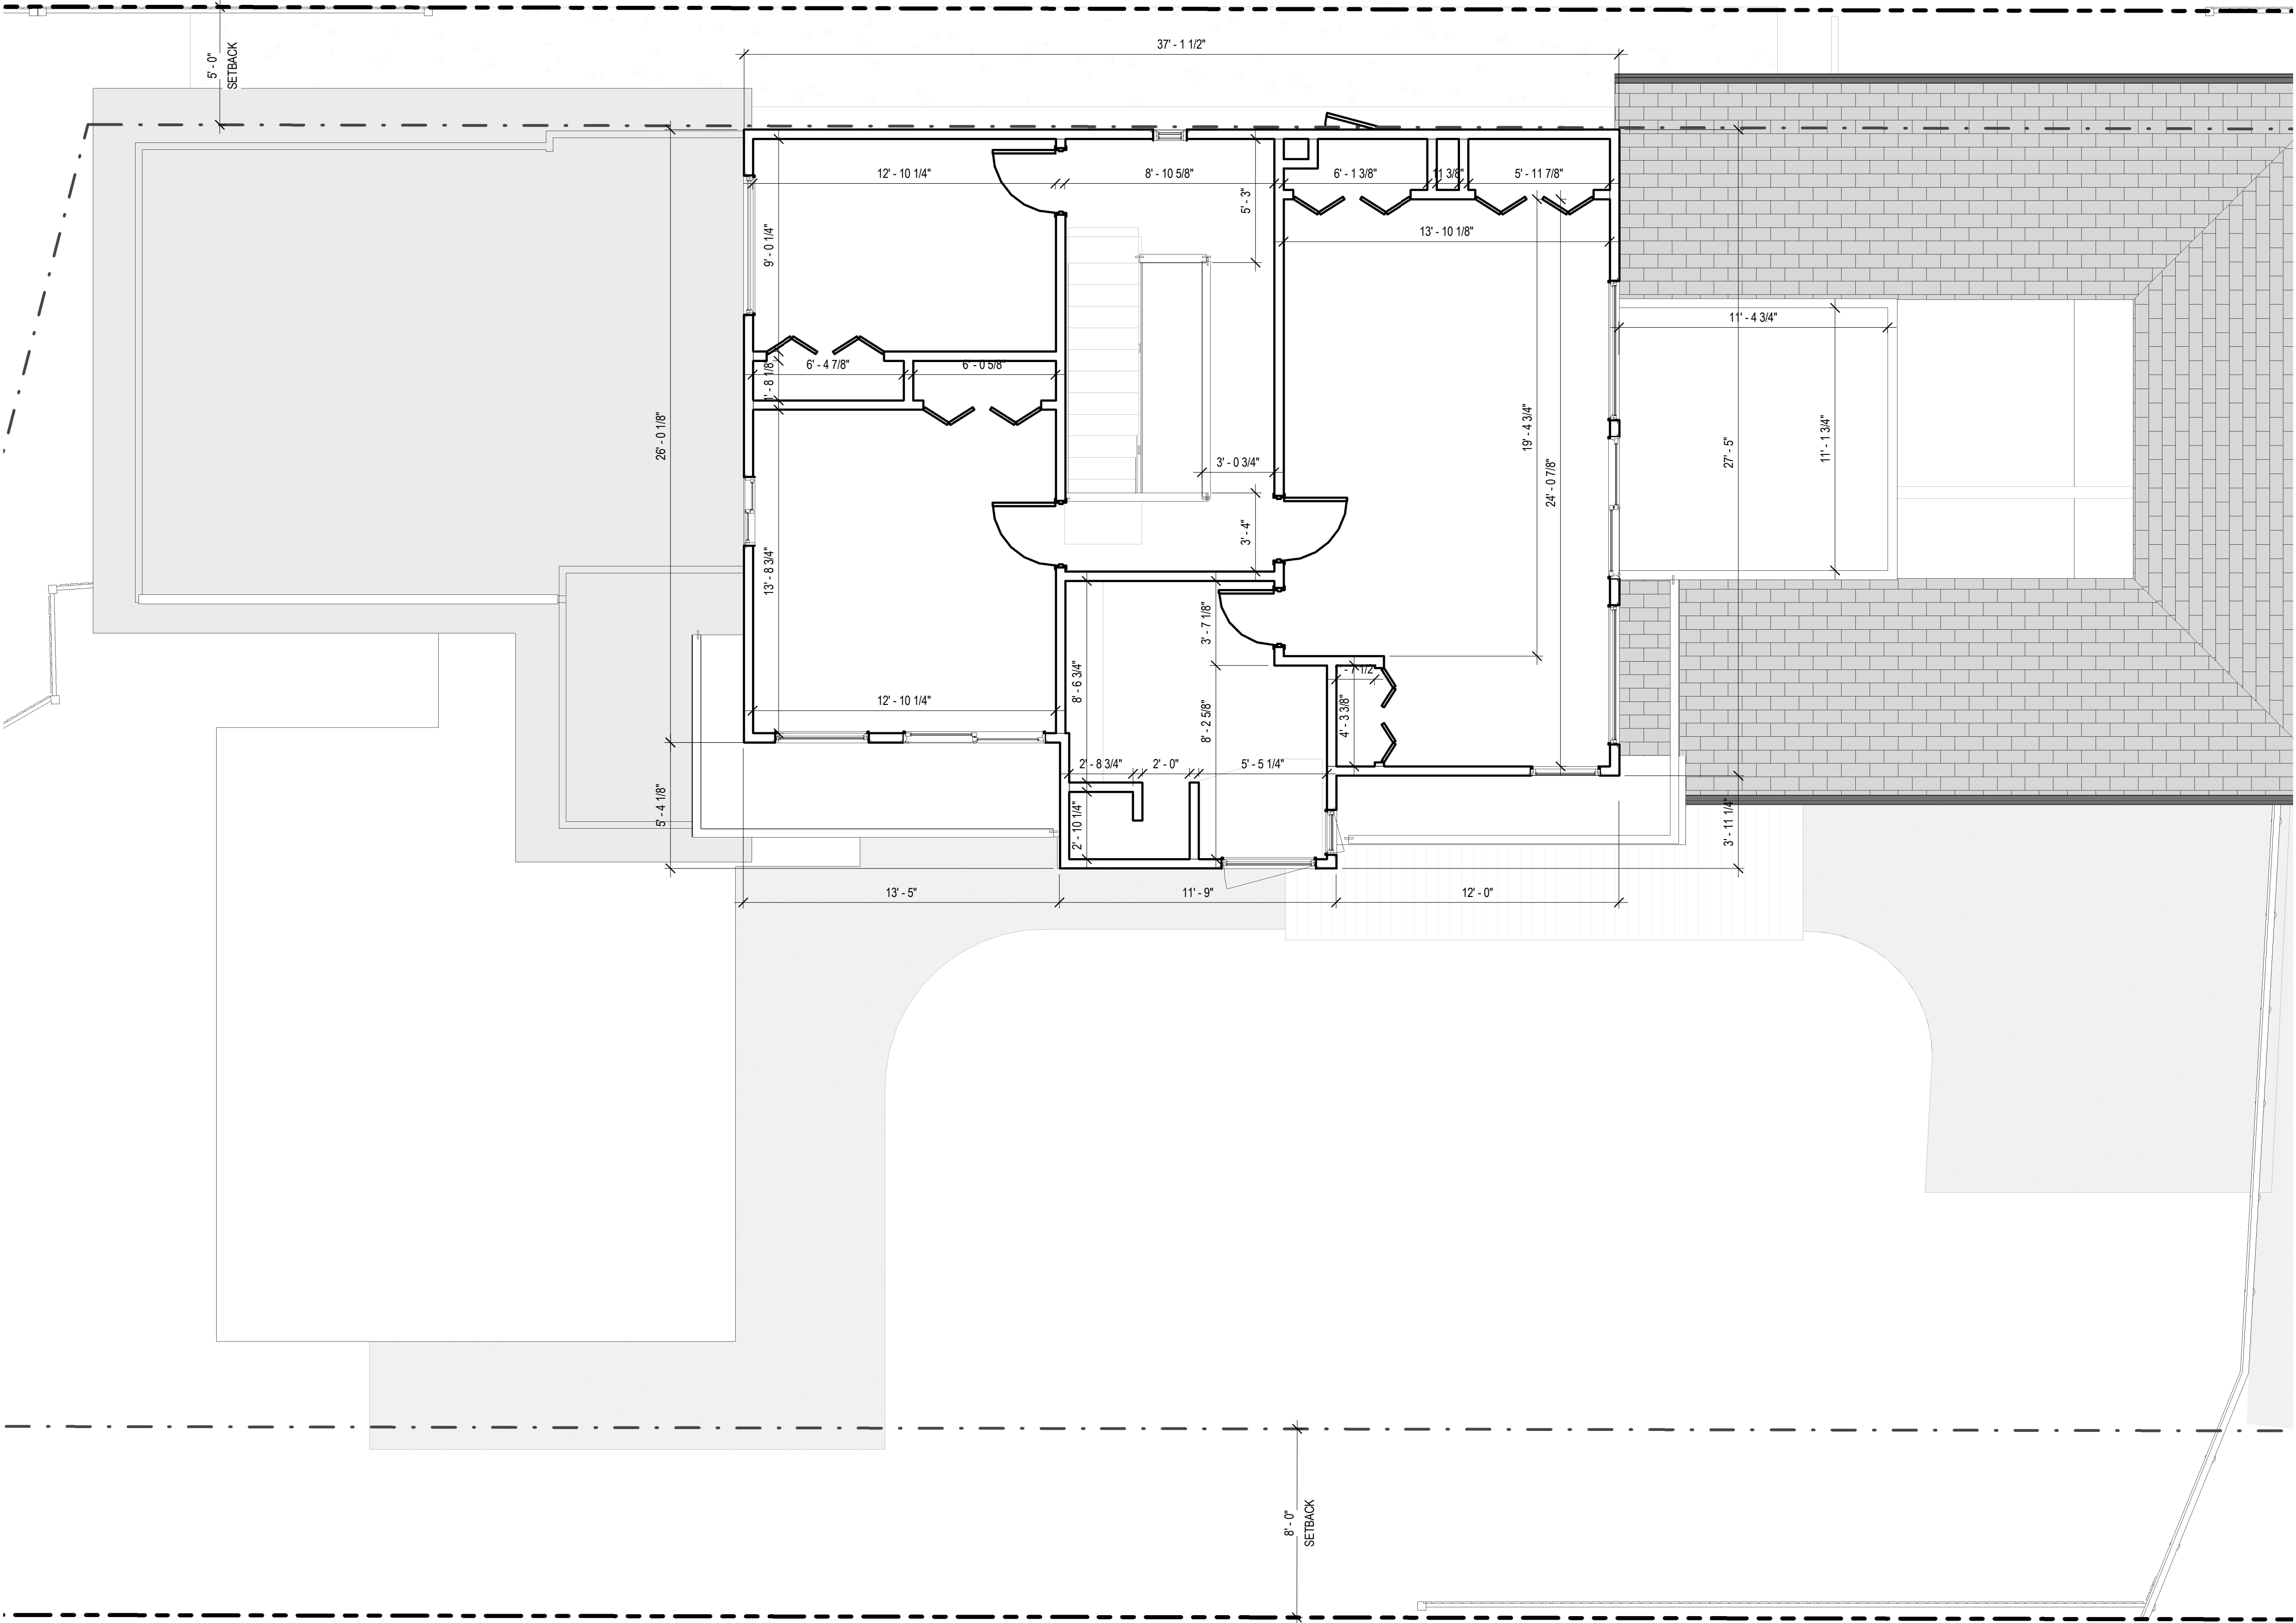 37' - 1 1/2"
5' - 0"
SETBACK
12' - 10 1/4"
8' - 10 5/8"
6' - 1 3/8"
11 3/8"
5' - 11 7/8"
5' - 3"
9' - 0 1/4"
13' - 10 1/8"
11' - 4 3/4"
6' - 4 7/8"
6' - 0 5/8"
1' - 8 1/8"
26' - 0 1/8"
19' - 4 3/4"
24' - 0 7/8"
27' - 5"
11' - 1 3/4"
3' - 0 3/4"
3' - 4"
13' - 8 3/4"
3' - 7 1/8"
8' - 6 3/4"
12' - 10 1/4"
8' - 2 5/8"
4' - 3 3/8"
2' - 8 3/4"
2' - 0"
5' - 5 1/4"
5' - 4 1/8"
2' - 10 1/4"
3' - 11 1/4"
13' - 5"
11' - 9"
12' - 0"
8' - 0"
SETBACK